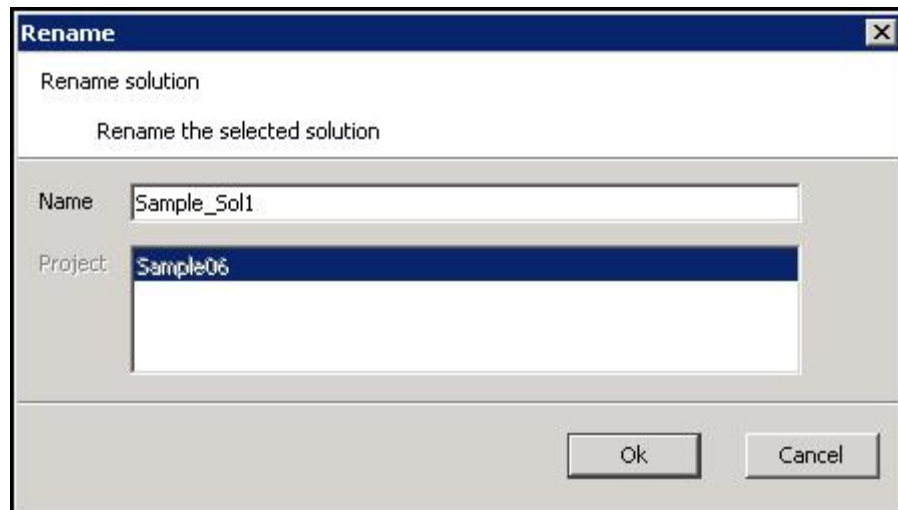 Rename
Rename solution
Rename the selected solution
Name Sample_Sol1
Project Sample06
Ok Cancel